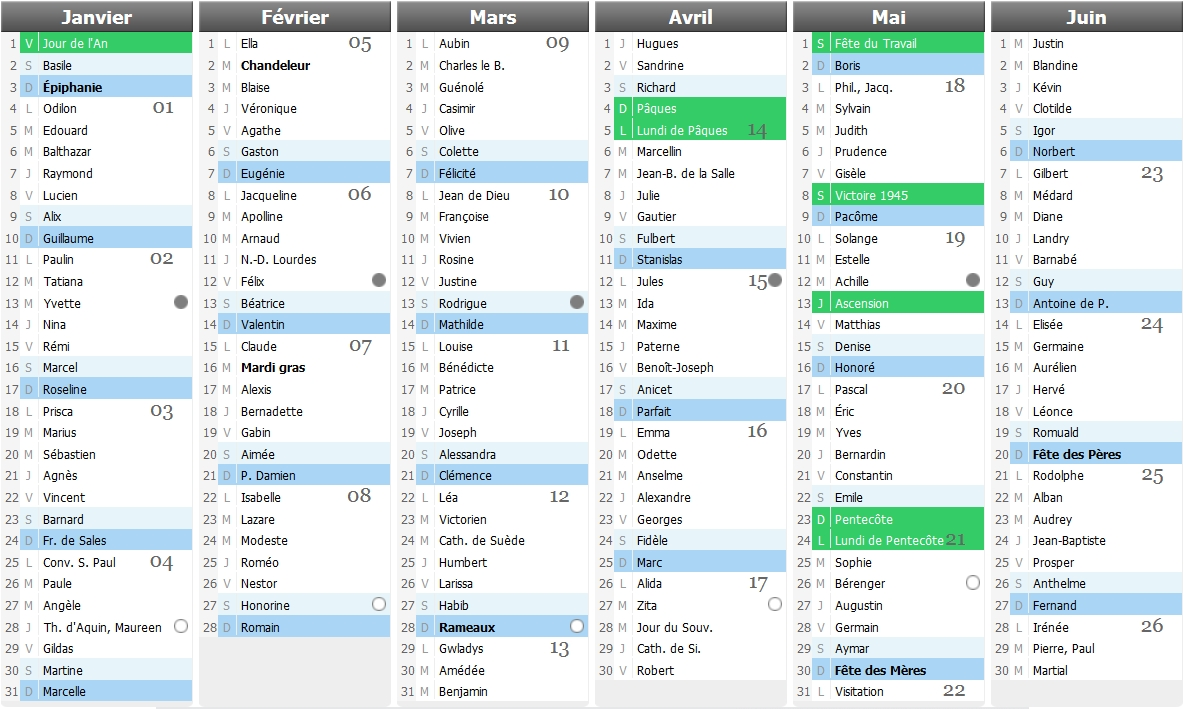 Janvier
1 V Jour de l'An
2 S Basile
3 D Épiphanie
4 L Odilon 01
5 M Edouard
6 M Balthazar
7 J Raymond
8 V Lucien
9 S Alix
10 D Guillaume
11 L Paulin 02
12 M Tatiana
13 M Yvette
14 J Nina
15 V Rémi
16 S Marcel
17 D Roseline
18 L Prisca 03
19 M Marius
20 M Sébastien
21 J Agnès
22 V Vincent
23 S Barnard
24 D Fr. de Sales
25 L Conv. S. Paul 04
26 M Paule
27 M Angèle
28 J Th. d'Aquin, Maureen
29 V Gildas
30 S Martine
31 D Marcelle
Février
1 L Ella 05
2 M Chandeleur
3 M Blaise
4 J Véronique
5 V Agathe
6 S Gaston
7 D Eugénie
8 L Jacqueline 06
9 M Apolline
10 M Arnaud
11 J N.-D. Lourdes
12 V Félix
13 S Béatrice
14 D Valentin
15 L Claude 07
16 M Mardi gras
17 M Alexis
18 J Bernadette
19 V Gabin
20 S Aimée
21 D P. Damien
22 L Isabelle 08
23 M Lazare
24 M Modeste
25 J Roméo
26 V Nestor
27 S Honorine
28 D Romain
Mars
1 L Aubin 09
2 M Charles le B.
3 M Guénolé
4 J Casimir
5 V Olive
6 S Colette
7 D Félicité
8 L Jean de Dieu 10
9 M Françoise
10 M Vivien
11 J Rosine
12 V Justine
13 S Rodrigue
14 D Mathilde
15 L Louise 11
16 M Bénédicte
17 M Patrice
18 J Cyrille
19 V Joseph
20 S Alessandra
21 D Clémence
22 L Léa 12
23 M Victorien
24 M Cath. de Suède
25 J Humbert
26 V Larissa
27 S Habib
28 D Rameaux
29 L Gwladys 13
30 M Amédée
31 M Benjamin
Avril
1 J Hugues
2 V Sandrine
3 S Richard
4 D Pâques
5 L Lundi de Pâques 14
6 M Marcellin
7 M Jean-B. de la Salle
8 J Julie
9 V Gautier
10 S Fulbert
11 D Stanislas
12 L Jules 15
13 M Ida
14 M Maxime
15 J Paterne
16 V Benoît-Joseph
17 S Anicet
18 D Parfait
19 L Emma 16
20 M Odette
21 M Anselme
22 J Alexandre
23 V Georges
24 S Fidèle
25 D Marc
26 L Alida 17
27 M Zita
28 M Jour du Souv.
29 J Cath. de Si.
30 V Robert
Mai
1 S Fête du Travail
2 D Boris
3 L Phil., Jacq. 18
4 M Sylvain
5 M Judith
6 J Prudence
7 V Gisèle
8 S Victoire 1945
9 D Pacôme
10 L Solange 19
11 M Estelle
12 M Achille
13 J Ascension
14 V Matthias
15 S Denise
16 D Honoré
17 L Pascal 20
18 M Éric
19 M Yves
20 J Bernardin
21 V Constantin
22 S Emile
23 D Pentecôte
24 L Lundi de Pentecôte 21
25 M Sophie
26 M Bérenger
27 J Augustin
28 V Germain
29 S Aymar
30 D Fête des Mères
31 L Visitation 22
Juin
1 M Justin
2 M Blandine
3 J Kévin
4 V Clotilde
5 S Igor
6 D Norbert
7 L Gilbert 23
8 M Médard
9 M Diane
10 J Landry
11 V Barnabé
12 S Guy
13 D Antoine de P.
14 L Elisée 24
15 M Germaine
16 M Aurélien
17 J Hervé
18 V Léonce
19 S Romuald
20 D Fête des Pères
21 L Rodolphe 25
22 M Alban
23 M Audrey
24 J Jean-Baptiste
25 V Prosper
26 S Anthelme
27 D Fernand
28 L Irénée 26
29 M Pierre, Paul
30 M Martial